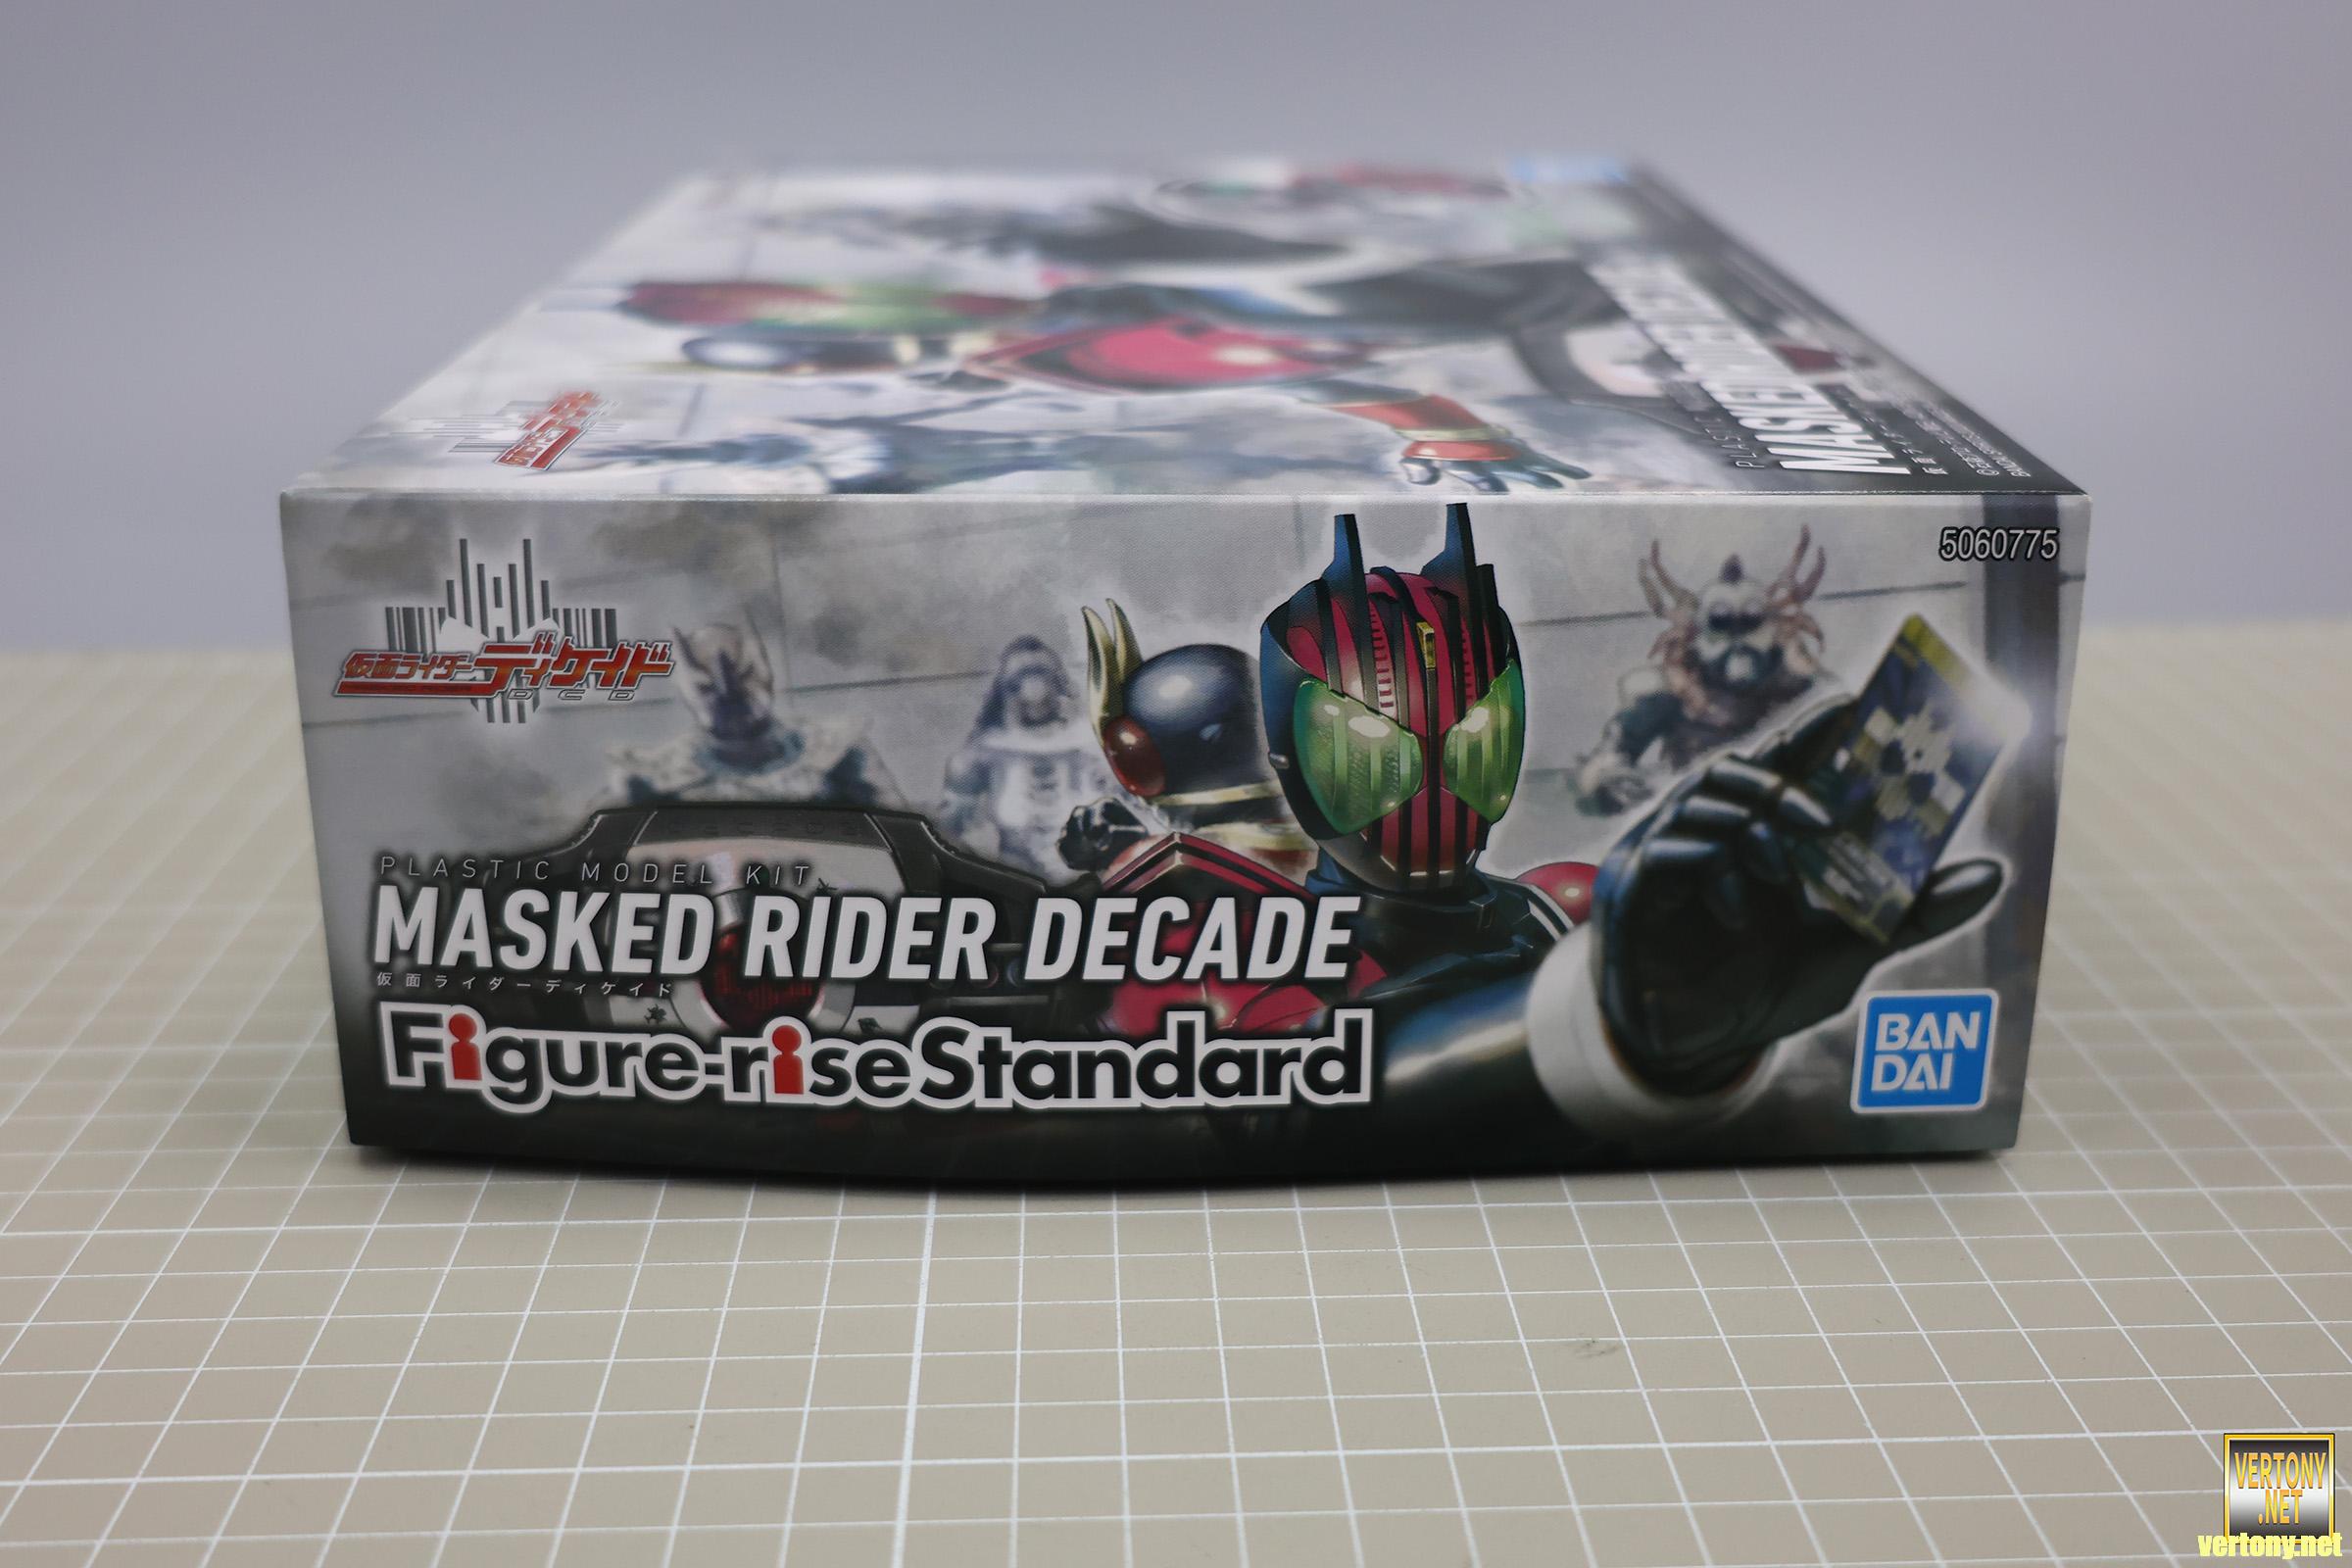 MASKED RIDER
5060775
仮面ライダーディケイド
DCD
PLASTIC MODEL KIT
MASKED RIDER DECADE
仮面ライダーディケイド
Figure-riseStandard
BAN
DAI
VERTONY
.NET
vertony.net